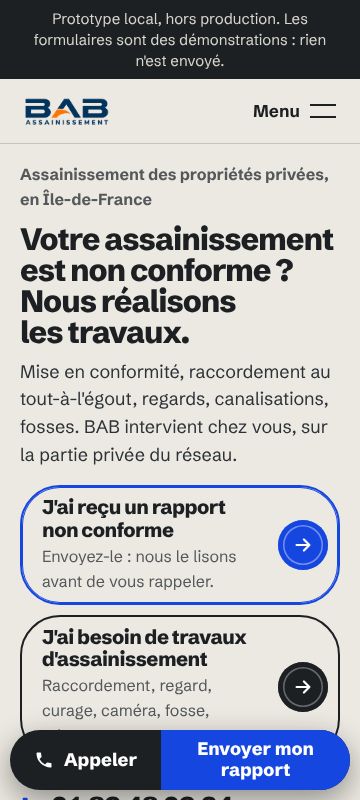 Prototype local, hors production. Les
formulaires sont des démonstrations : rien
n'est envoyé.
BAB
ASSAINISSEMENT
Menu
Assainissement des propriétés privées,
en Île-de-France
Votre assainissement
est non conforme ?
Nous réalisons
les travaux.
Mise en conformité, raccordement au
tout-à-l'égout, regards, canalisations,
fosses. BAB intervient chez vous, sur
la partie privée du réseau.
J'ai reçu un rapport
non conforme
Envoyez-le : nous le lisons
avant de vous rappeler.
J'ai besoin de travaux
d'assainissement
Raccordement, regard,
curage, caméra, fosse,
Appeler
Envoyer mon
rapport